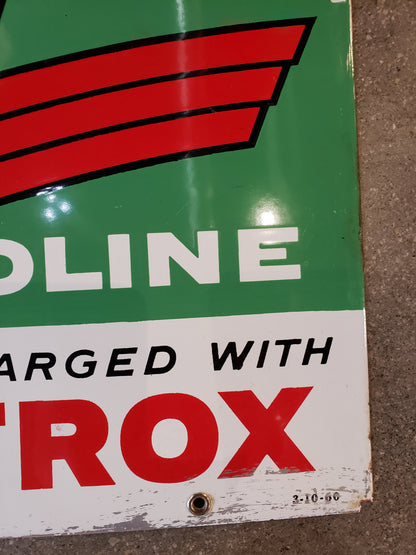 OLINE
ARGED WITH
TROX
3-10-60